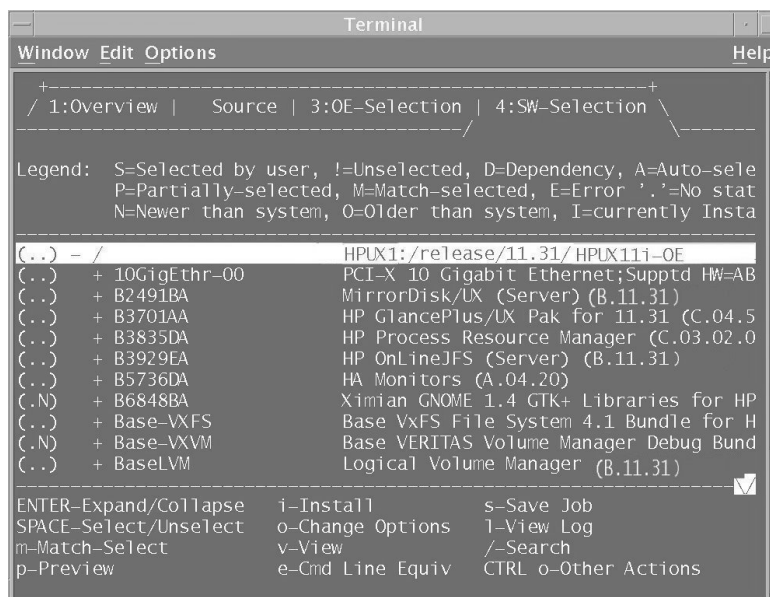 Terminal
Window Edit Options Help
/ 1:Overview | Source | 3:OE-Selection | 4:SW-Selection \
Legend: S=Selected by user, !=Unselected, D=Dependency, A=Auto-sele
P=Partially-selected, M=Match-selected, E=Error '.'=No stat
N=Newer than system, O=Older than system, I=currently Insta
(..) - / HPUX1:/release/11.31/HPUX11i-OE
(..) + 10GigEthr-00 PCI-X 10 Gigabit Ethernet;Supptd HW=AB
(..) + B2491BA MirrorDisk/UX (Server) (B.11.31)
(..) + B3701AA HP GlancePlus/UX Pak for 11.31 (C.04.5
(..) + B3835DA HP Process Resource Manager (C.03.02.0
(..) + B3929EA HP OnLineJFS (Server) (B.11.31)
(..) + B5736DA HA Monitors (A.04.20)
(.N) + B6848BA Ximian GNOME 1.4 GTK+ Libraries for HP
(..) + Base-VXFS Base VxFS File System 4.1 Bundle for H
(.N) + Base-VXVM Base VERITAS Volume Manager Debug Bund
(..) + BaseLVM Logical Volume Manager (B.11.31)
ENTER-Expand/Collapse i-Install s-Save Job
SPACE-Select/Unselect o-Change Options l-View Log
m-Match-Select v-View /-Search
p-Preview e-Cmd Line Equiv CTRL o-Other Actions